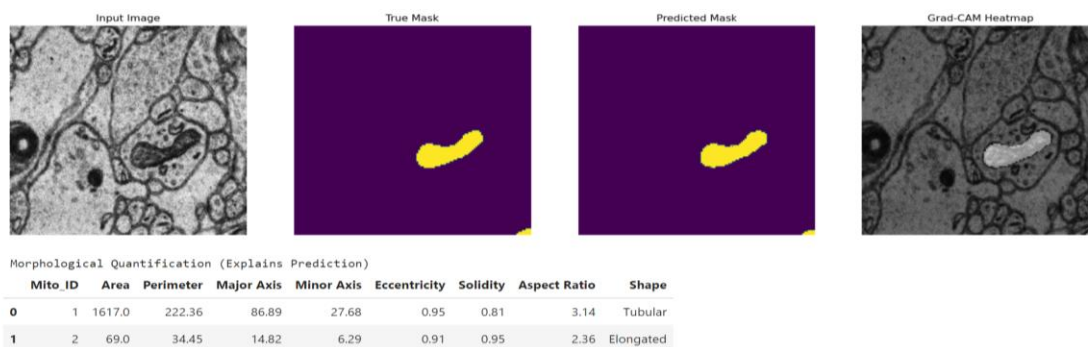 Input Image True Mask Predicted Mask Grad-CAM Heatmap
Morphological Quantification (Explains Prediction)
Mito_ID Area Perimeter Major Axis Minor Axis Eccentricity Solidity Aspect Ratio Shape
0 1 1617.0 222.36 86.89 27.68 0.95 0.81 3.14 Tubular
1 2 69.0 34.45 14.82 6.29 0.91 0.95 2.36 Elongated